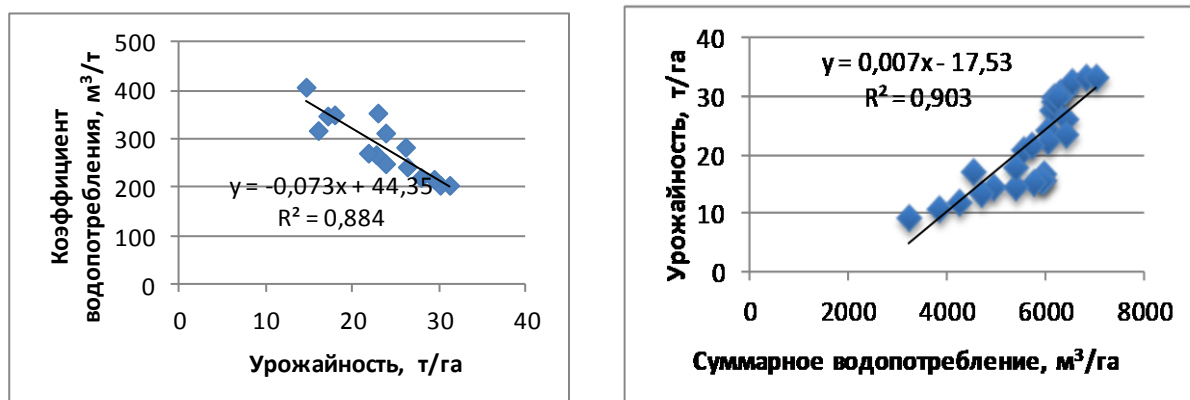 Коэффициент
водопотребления, м³/т
500
400
300
200
100
0
y = -0,073x + 44,35
R² = 0,884
0 10 20 30 40
Урожайность, т/га
Урожайность, т/га
40
30
20
10
0
y = 0,007x - 17,53
R² = 0,903
0 2000 4000 6000 8000
Суммарное водопотребление, м³/га